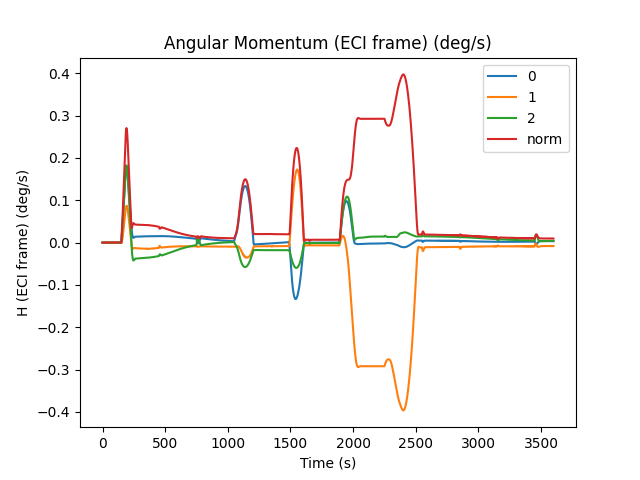 Angular Momentum (ECI frame) (deg/s)
H (ECI frame) (deg/s)
0.4
0.3
0.2
0.1
0.0
−0.1
−0.2
−0.3
−0.4
0
1
2
norm
0 500 1000 1500 2000 2500 3000 3500
Time (s)